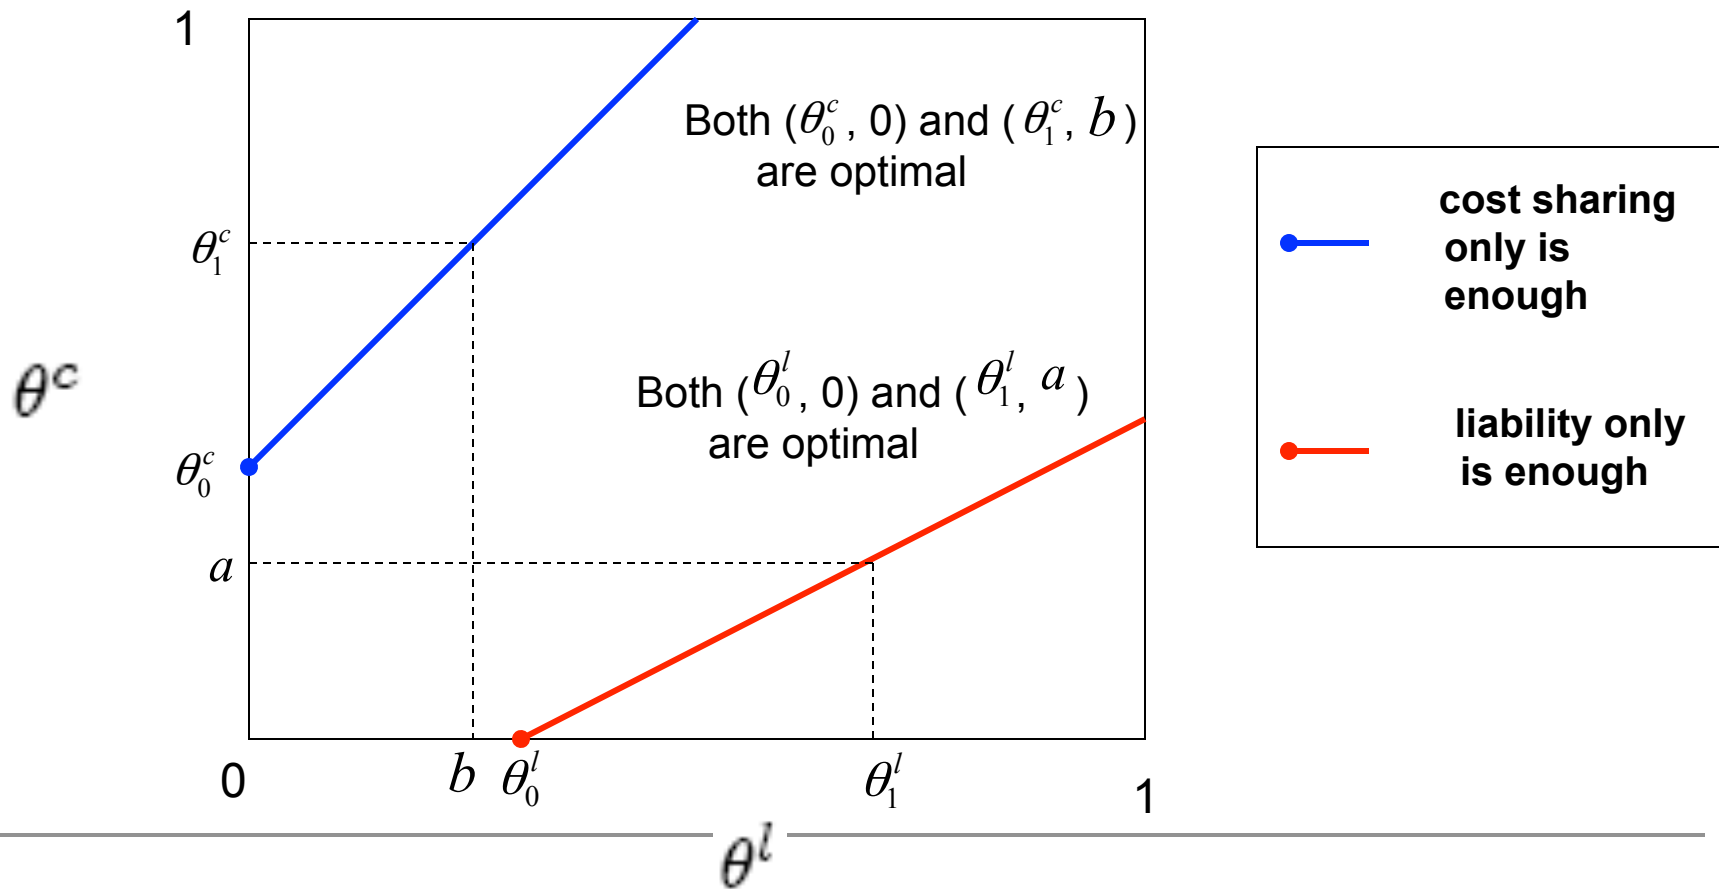 1
Both (θ₀ᶜ, 0) and (θ₁ᶜ, b)
are optimal
θ₁ᶜ
θᶜ
Both (θ₀ˡ, 0) and (θ₁ˡ, a)
are optimal
θ₀ᶜ
a
0
b
θ₀ˡ
θ₁ˡ
1
θˡ
cost sharing
only is
enough
liability only
is enough